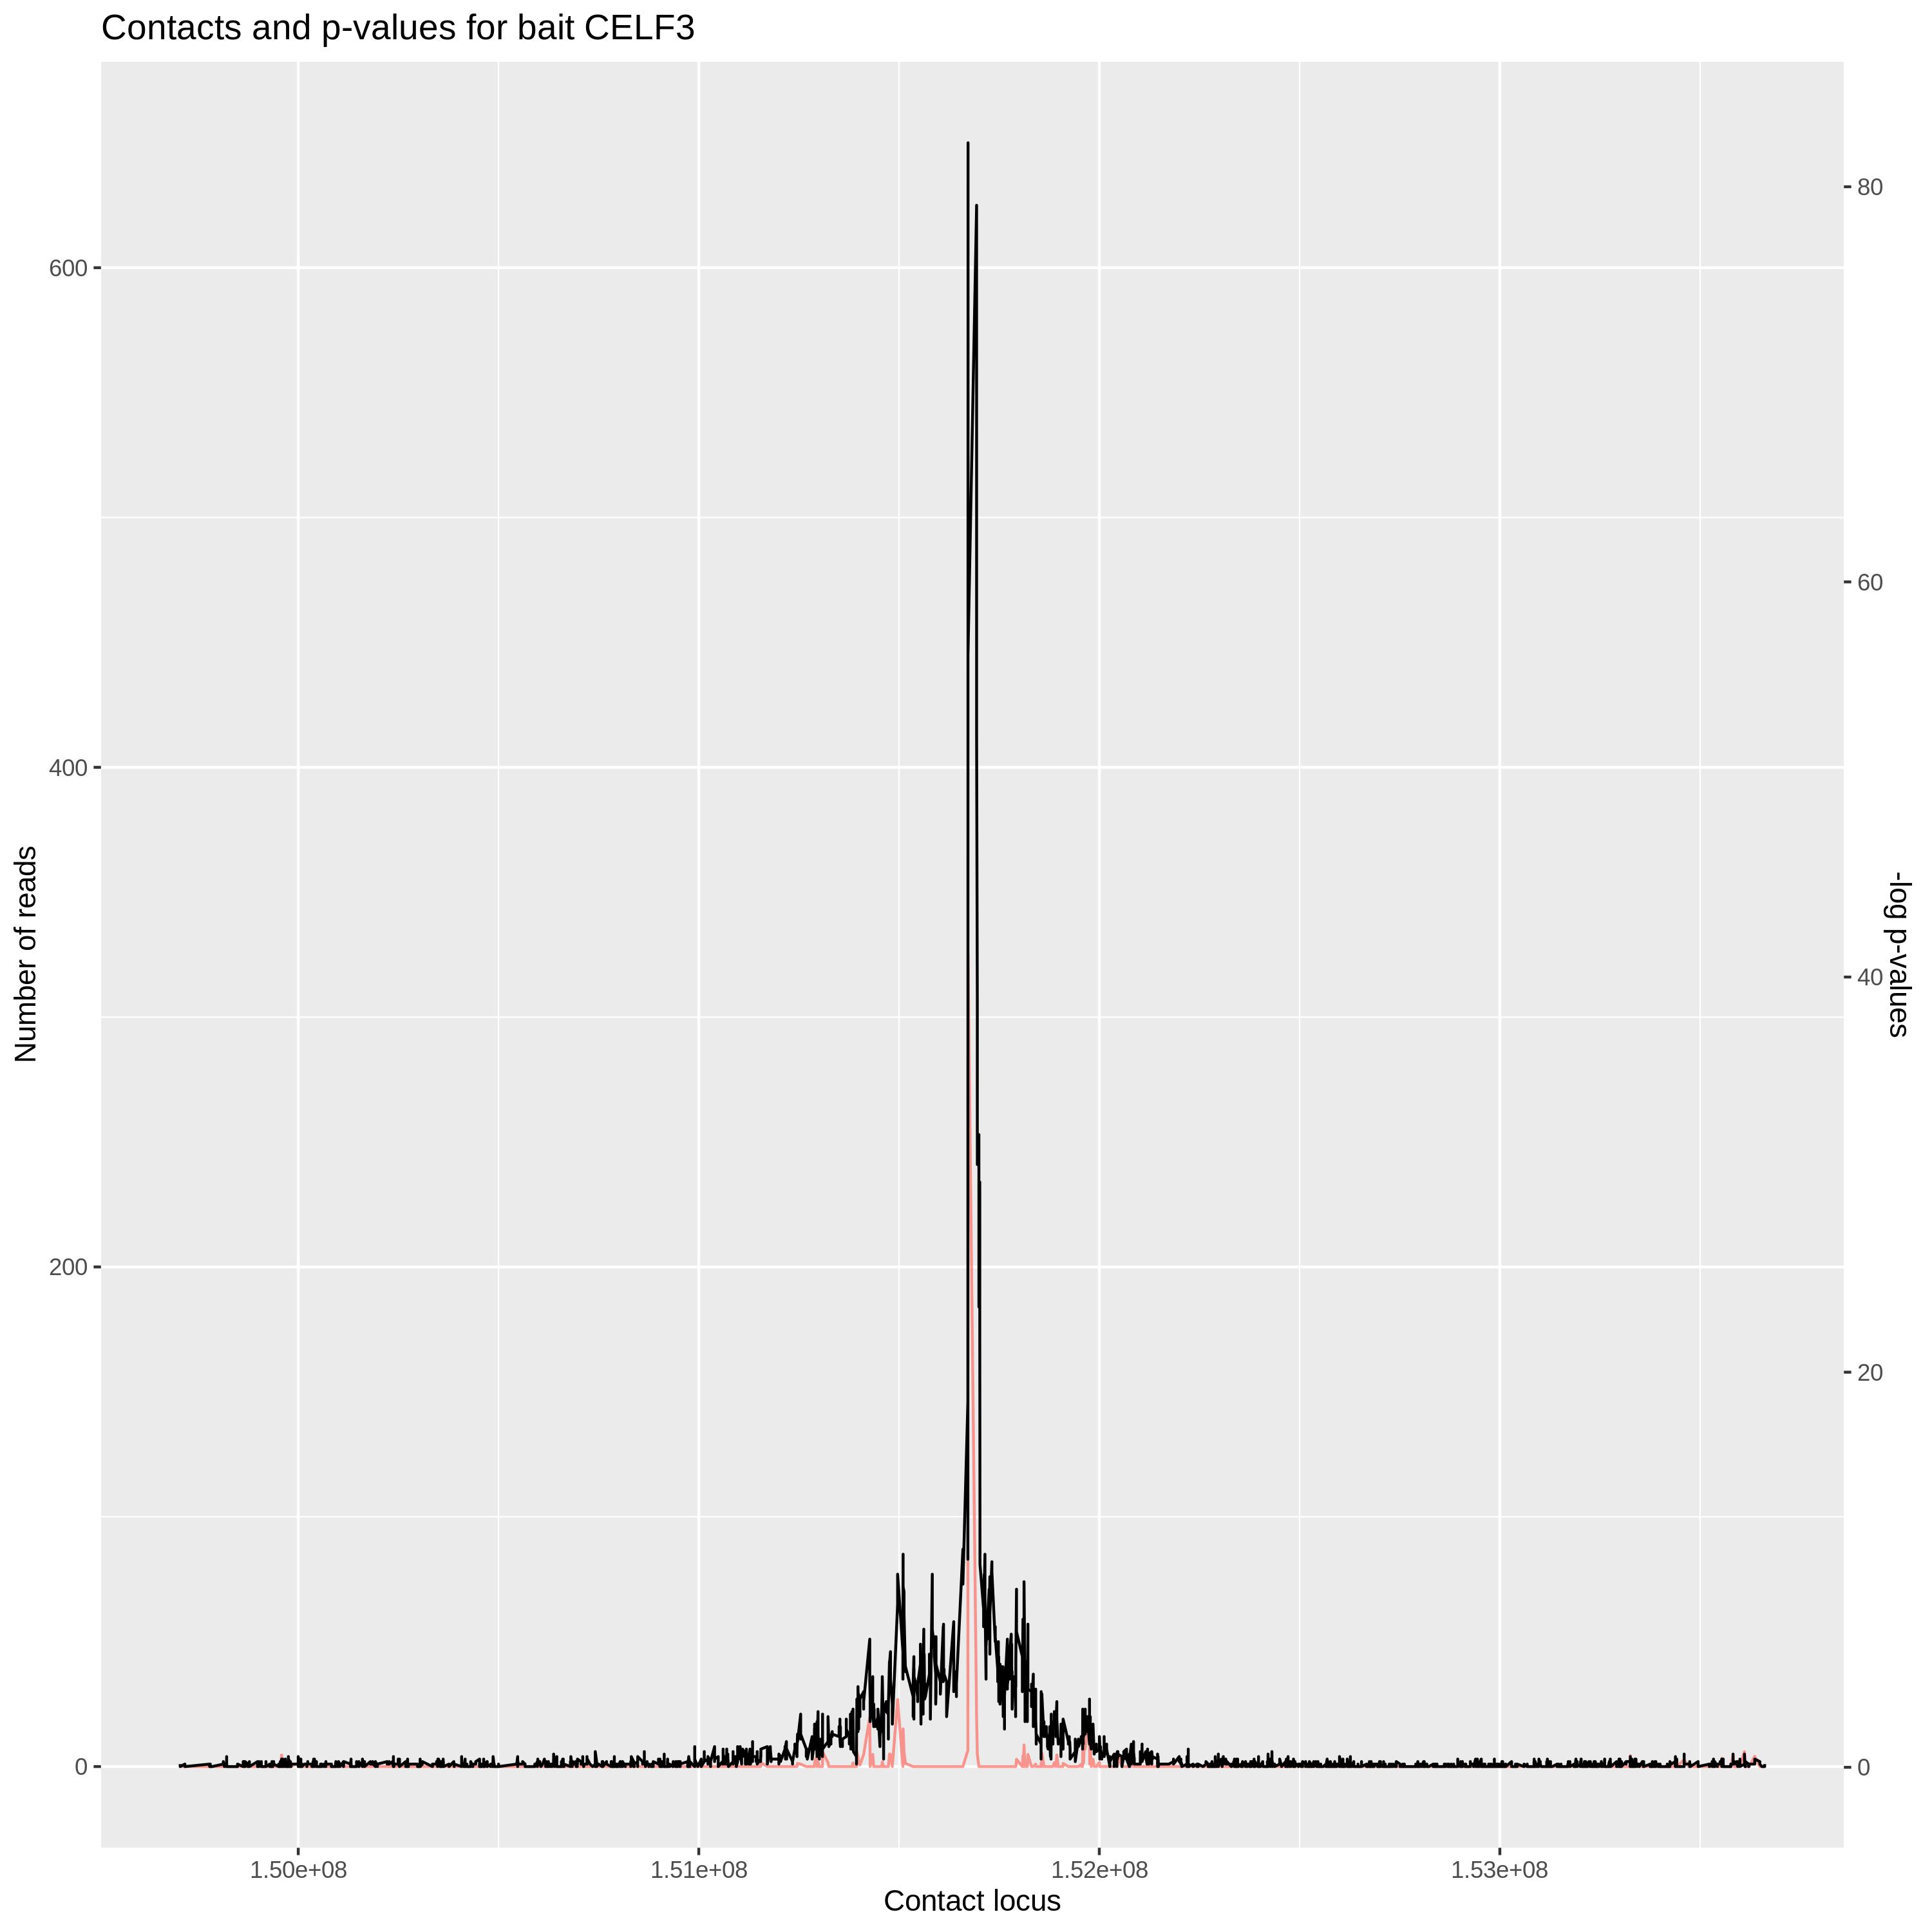 Contacts and p-values for bait CELF3
600
400
200
0
80
60
40
20
0
Number of reads
-log p-values
1.50e+08
1.51e+08
1.52e+08
1.53e+08
Contact locus